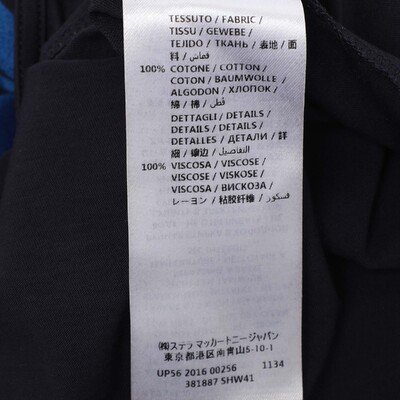 TESSUTO / FABRIC /
TISSU / GEWEBE /
TEJIDO / ТКАНЬ / 表地 / 面
料 / قماش /
100% COTONE / COTTON /
COTON / BAUMWOLLE /
ALGODON / ХЛОПОК /
綿 / 棉 / قطن /
DETTAGLI / DETAILS /
DETAILS / DETAILS /
DETALLES / ДЕТАЛИ / 詳
細 / 镶边 / التفاصيل /
100% VISCOSA / VISCOSE /
VISCOSE / VISKOSE /
VISCOSA / ВИСКОЗА /
レーヨン / 粘胶纤维 / فسكوز /
㈱ステラ マッカートニージャパン
東京都港区南青山5-10-1
UP56 2016 00256 1134
381887 SHW41